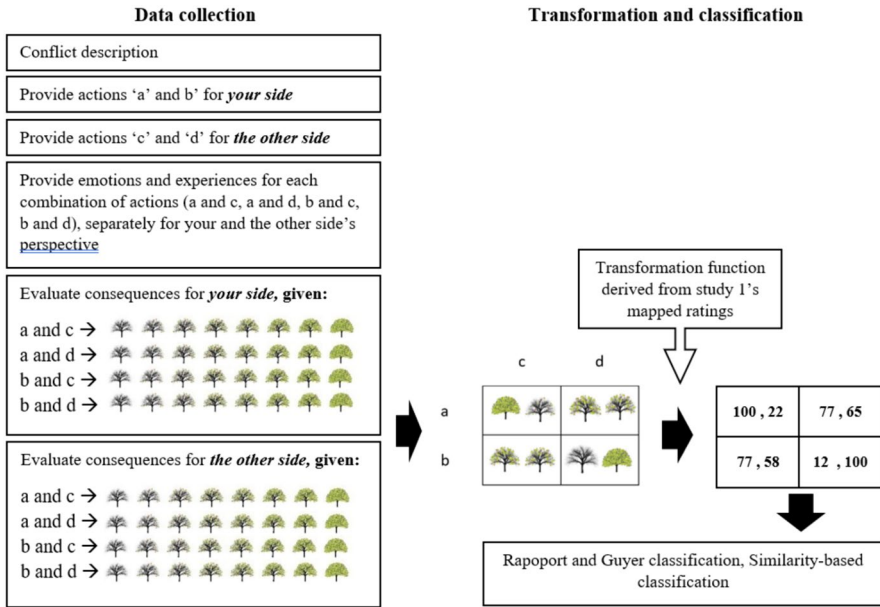 Data collection
Conflict description
Provide actions ‘a’ and b’ for your side
Provide actions ‘c’ and ‘d’ for the other side
Provide emotions and experiences for each
combination of actions (a and c, a and d, b and c,
b and d), separately for your and the other side’s
perspective
Evaluate consequences for your side, given:
a and c →
a and d →
b and c →
b and d →
Evaluate consequences for the other side, given:
a and c →
a and d →
b and c →
b and d →
Transformation and classification
Transformation function
derived from study 1’s
mapped ratings
c d
a
b
100 , 22 77 , 65
77 , 58 12 , 100
Rapoport and Guyer classification, Similarity-based
classification